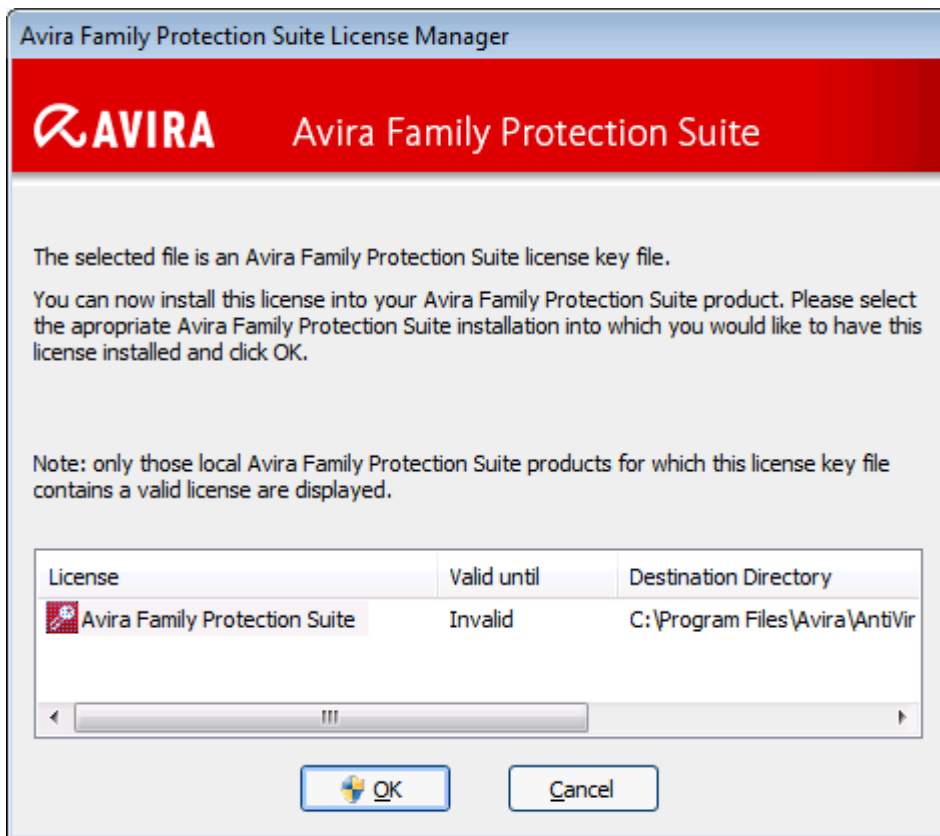 Avira Family Protection Suite License Manager
AVIRA Avira Family Protection Suite
The selected file is an Avira Family Protection Suite license key file.
You can now install this license into your Avira Family Protection Suite product. Please select
the apropriate Avira Family Protection Suite installation into which you would like to have this
license installed and click OK.
Note: only those local Avira Family Protection Suite products for which this license key file
contains a valid license are displayed.
License Valid until Destination Directory
Avira Family Protection Suite Invalid C:\Program Files\Avira\AntiVir
OK Cancel